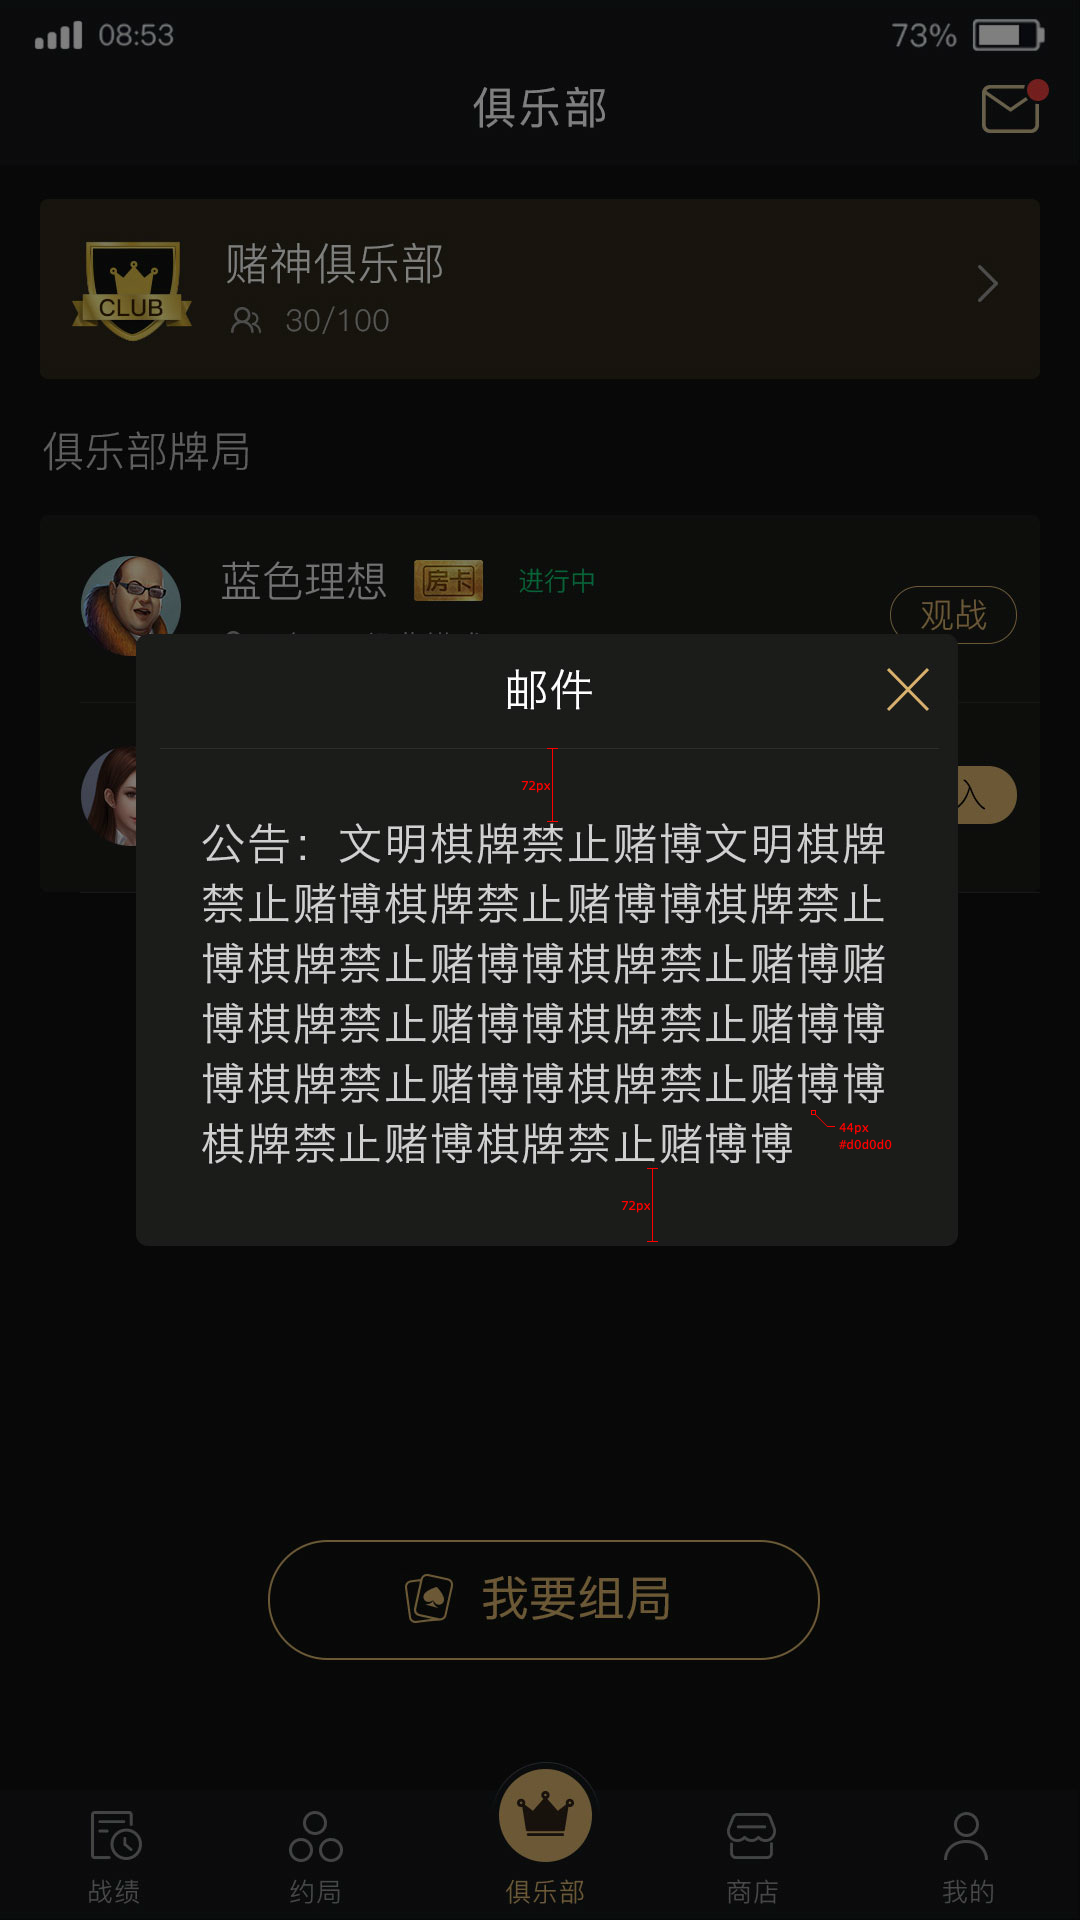 08:53
73%
俱乐部
赌神俱乐部
CLUB
30/100
俱乐部牌局
蓝色理想
房卡
进行中
观战
邮件
72px
入
公告：文明棋牌禁止赌博文明棋牌
禁止赌博棋牌禁止赌博博棋牌禁止
博棋牌禁止赌博博棋牌禁止赌博赌
博棋牌禁止赌博博棋牌禁止赌博博
博棋牌禁止赌博博棋牌禁止赌博博
棋牌禁止赌博棋牌禁止赌博博
44px
#d0d0d0
72px
我要组局
战绩
约局
俱乐部
商店
我的